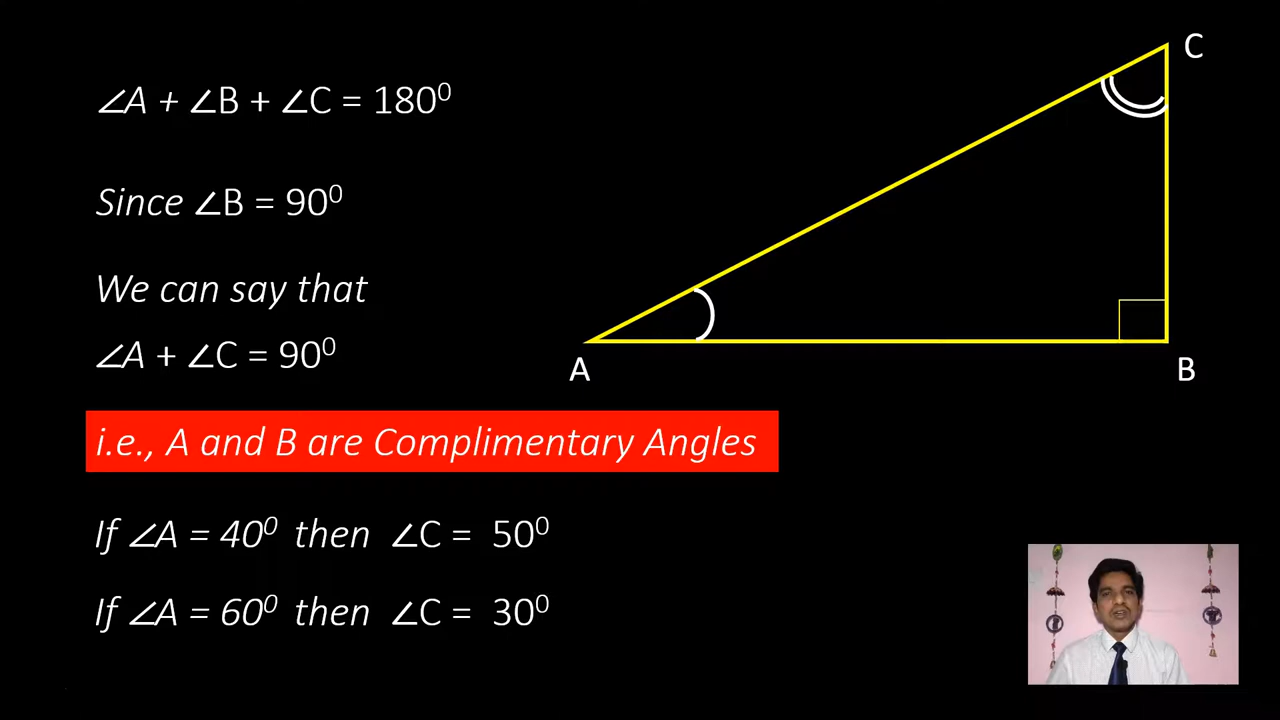 ∠A + ∠B + ∠C = 180⁰
Since ∠B = 90⁰
We can say that
∠A + ∠C = 90⁰
i.e., A and B are Complimentary Angles
If ∠A = 40⁰ then ∠C = 50⁰
If ∠A = 60⁰ then ∠C = 30⁰
C
A
B